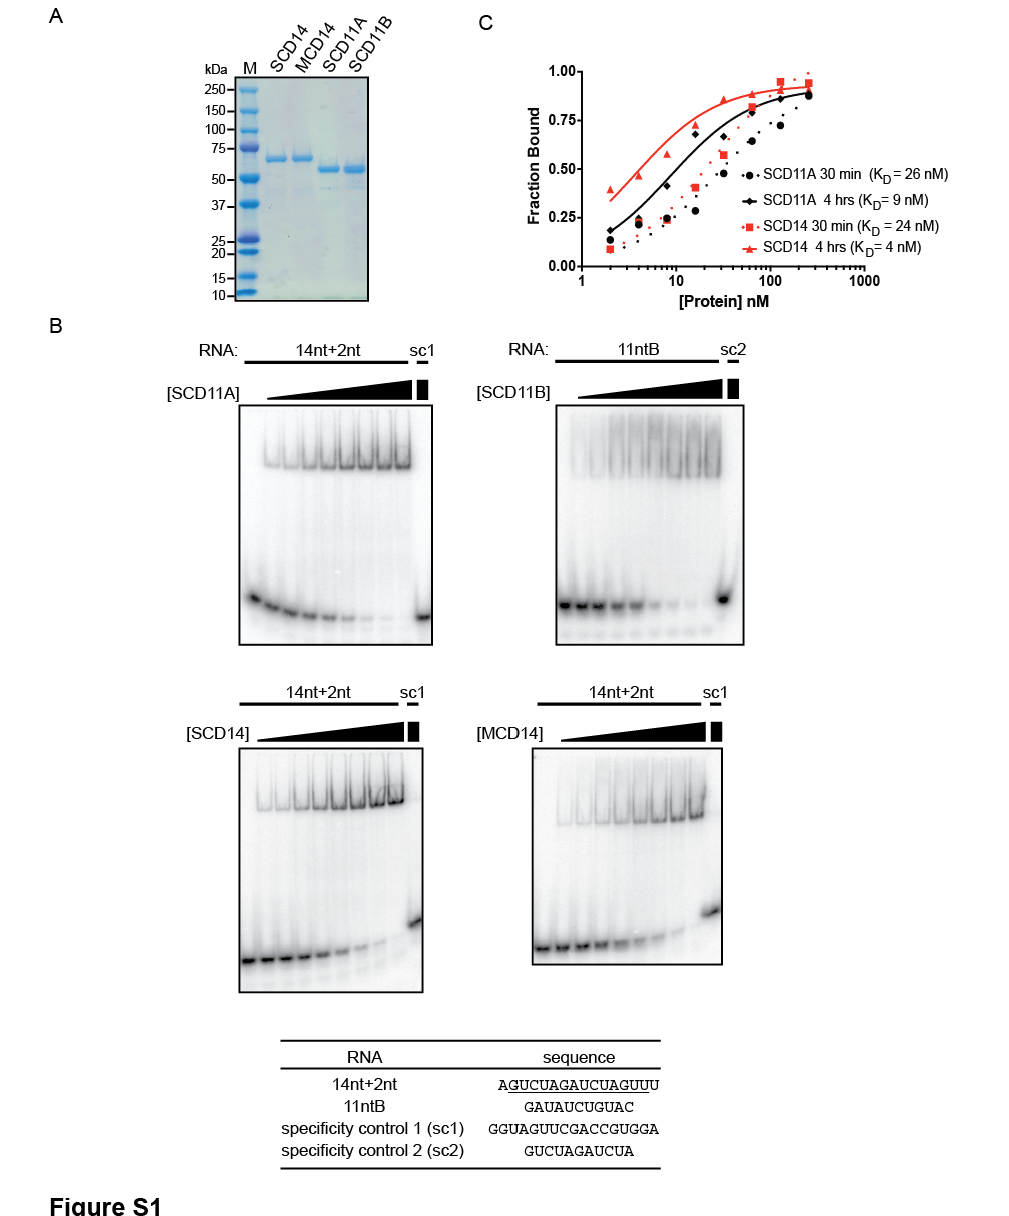 A
SCD14
MCD14
SCD11A
SCD11B
kDa
M
250
150
100
75
50
37
25
20
15
10
C
Fraction Bound
1.00
0.75
0.50
0.25
0.00
1
10
100
1000
[Protein] nM
SCD11A 30 min (KD = 26 nM)
SCD11A 4 hrs (KD = 9 nM)
SCD14 30 min (KD = 24 nM)
SCD14 4 hrs (KD= 4 nM)
B
RNA: 14nt+2nt sc1
[SCD11A]
RNA: 11ntB sc2
[SCD11B]
14nt+2nt sc1
[SCD14]
14nt+2nt sc1
[MCD14]
RNA sequence
14nt+2nt AGUCUAGAUCUAGUUU
11ntB GAUAUCUGUAC
specificity control 1 (sc1) GGUAGUUCGACCGUGGA
specificity control 2 (sc2) GUCUAGAUCUA
Figure S1